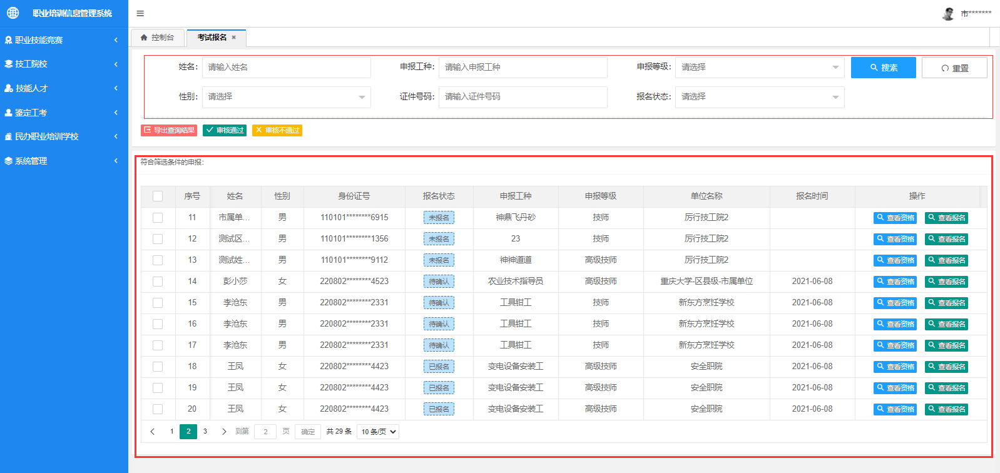 职业培训信息管理系统
市*******
职业技能竞赛
技工院校
技能人才
鉴定工考
民办职业培训学校
系统管理
控制台 考试报名
姓名: 请输入姓名 申报工种: 请输入申报工种 申报等级: 请选择 搜索 重置
性别: 请选择 证件号码: 请输入证件号码 报名状态: 请选择
导出查询结果 审核通过 审核不通过
符合筛选条件的申报:
序号 姓名 性别 身份证号 报名状态 申报工种 申报等级 单位名称 报名时间 操作
11 市属单... 男 110101********6915 未报名 神鼎飞丹砂 技师 厉行技工院2 查看资格 查看报名
12 测试区... 男 110101********1356 未报名 23 技师 厉行技工院2 查看资格 查看报名
13 测试姓... 男 110101********9112 未报名 神神道道 高级技师 厉行技工院2 查看资格 查看报名
14 彭小莎 女 220802********4523 待确认 农业技术指导员 高级技师 重庆大学-区县级-市属单位 2021-06-08 查看资格 查看报名
15 李沧东 男 220802********2331 待确认 工具钳工 技师 新东方烹饪学校 2021-06-08 查看资格 查看报名
16 李沧东 男 220802********2331 待确认 工具钳工 技师 新东方烹饪学校 2021-06-08 查看资格 查看报名
17 李沧东 男 220802********2331 待确认 工具钳工 技师 新东方烹饪学校 2021-06-08 查看资格 查看报名
18 王凤 女 220802********4423 已报名 变电设备安装工 高级技师 安全职院 2021-06-08 查看资格 查看报名
19 王凤 女 220802********4423 已报名 变电设备安装工 高级技师 安全职院 2021-06-08 查看资格 查看报名
20 王凤 女 220802********4423 已报名 变电设备安装工 高级技师 安全职院 2021-06-08 查看资格 查看报名
1 2 3 到第 2 页 确定 共 29 条 10 条/页